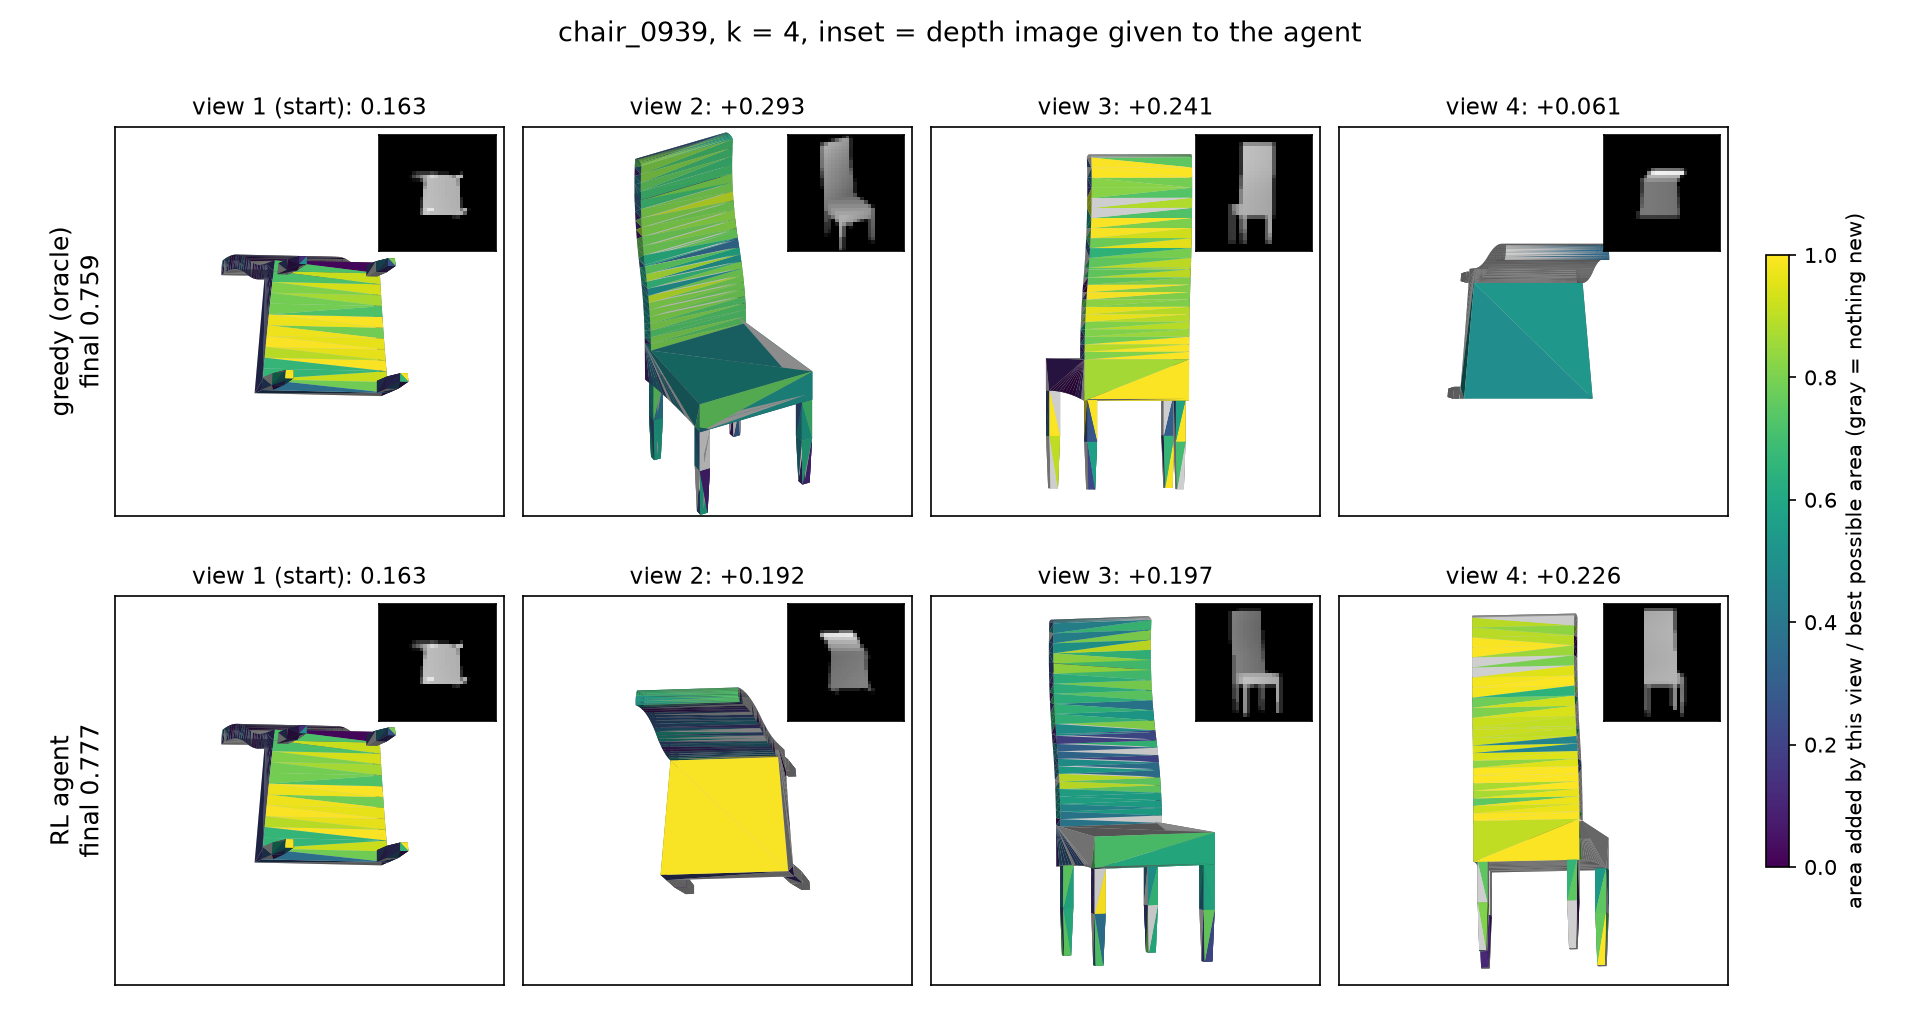 chair_0939, k = 4, inset = depth image given to the agent
view 1 (start): 0.163
view 2: +0.293
view 3: +0.241
view 4: +0.061
greedy (oracle)
final 0.759
view 1 (start): 0.163
view 2: +0.192
view 3: +0.197
view 4: +0.226
RL agent
final 0.777
1.0
0.8
0.6
0.4
0.2
0.0
area added by this view / best possible area (gray = nothing new)